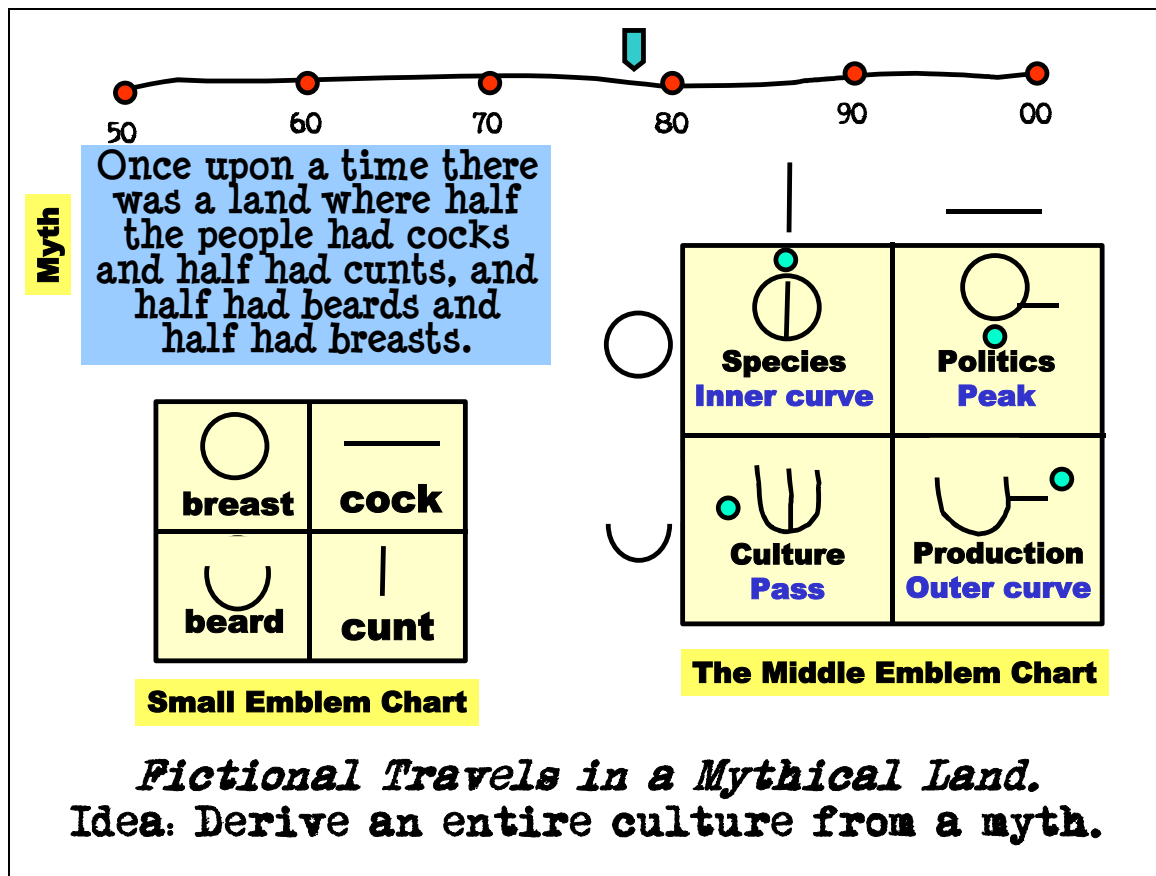 50 60 70 80 90 00
Myth
Once upon a time there
was a land where half
the people had cocks
and half had cunts, and
half had beards and
half had breasts.
breast cock
beard cunt
Small Emblem Chart
Species Politics
Inner curve Peak
Culture Production
Pass Outer curve
The Middle Emblem Chart
Fictional Travels in a Mythical Land.
Idea: Derive an entire culture from a myth.